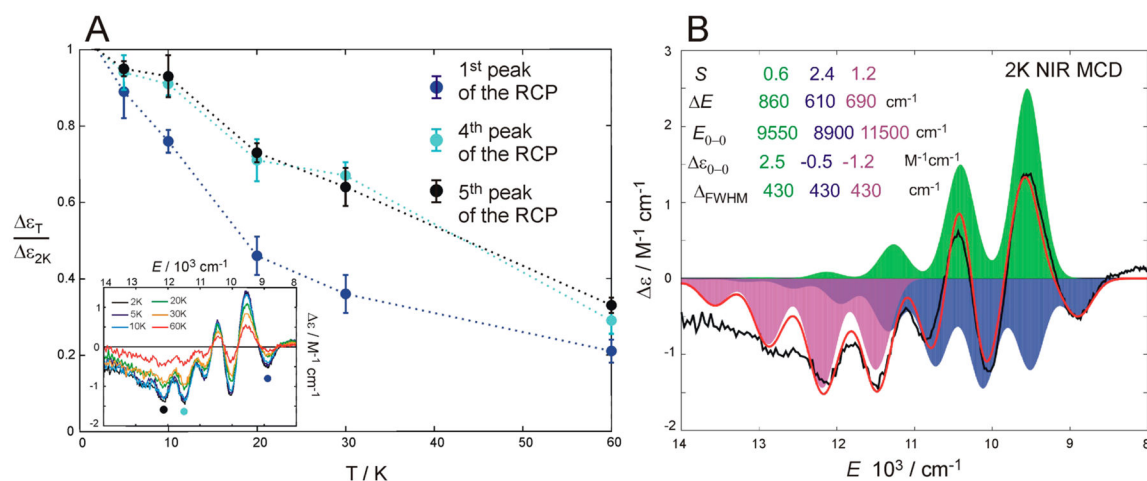 A
1
0.8
0.6
0.4
0.2
0
Δε_T
Δε_2K
0
10
20
30
40
50
60
T / K
1st peak
of the RCP
4th peak
of the RCP
5th peak
of the RCP
E / 10³ cm⁻¹
14 13 12 11 10 9 8
2K 20K
5K 30K
10K 60K
1
0
-1
-2
Δε / M⁻¹ cm⁻¹
B
2K NIR MCD
S 0.6 2.4 1.2
ΔE 860 610 690 cm⁻¹
E₀₋₀ 9550 8900 11500 cm⁻¹
Δε₀₋₀ 2.5 -0.5 -1.2 M⁻¹cm⁻¹
Δ_FWHM 430 430 430 cm⁻¹
3
2
1
0
-1
-2
Δε / M⁻¹ cm⁻¹
14 13 12 11 10 9 8
E 10³ / cm⁻¹